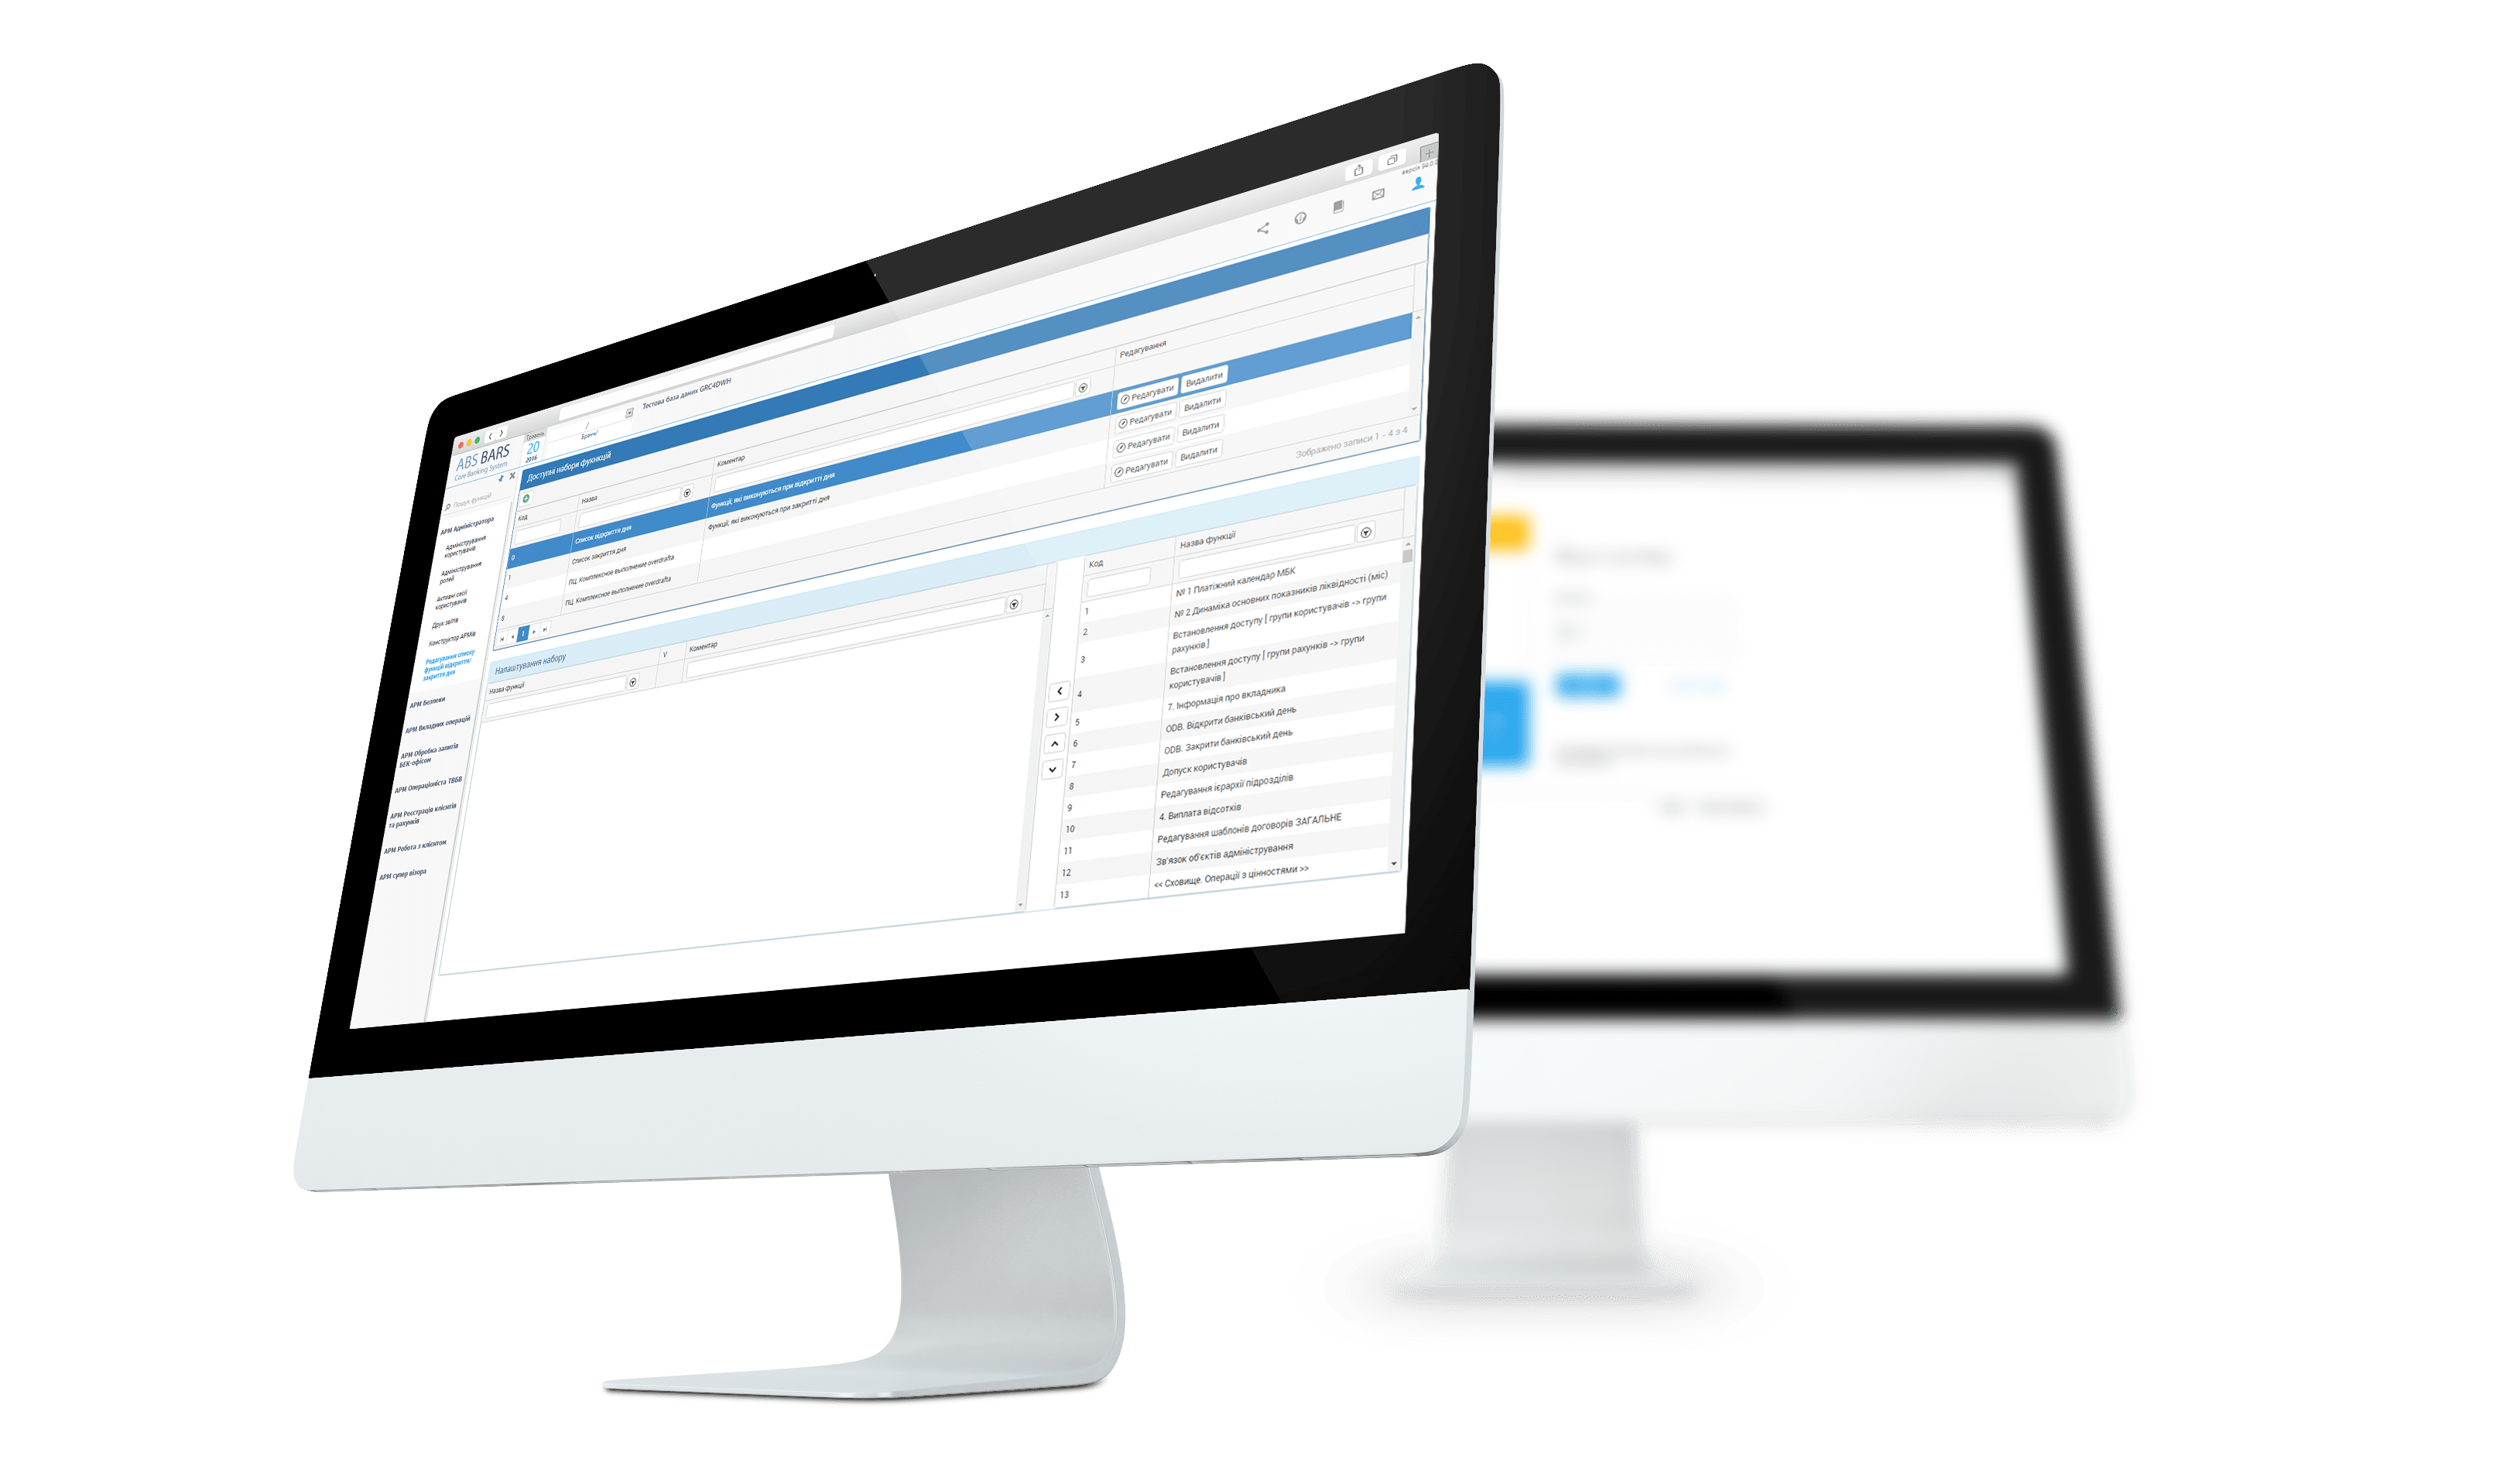 версія 94.0.0
Тестова база даних GRC4DWH
Травень
20
2016
/
Бранч/
ABS BARS
Core Banking System
Пошук функцій
АРМ Адміністратора
Адміністрування
користувачів
Адміністрування
ролей
Активні сесії
користувачів
Друк звітів
Конструктор АРМів
Редагування списку
функцій відкриття/
закриття дня
АРМ Безпеки
АРМ Вкладних операцій
АРМ Обробка запитів
БЕК-офісом
АРМ Операціоніста ТВБВ
АРМ Реєстрація клієнтів
та рахунків
АРМ Робота з клієнтом
АРМ супер візора
Доступні набори фукнкцій
Код Назва Коментар Редагування
0 Список відкриття дня Функції, які виконуються при відкритті дня Редагувати Видалити
1 Список закриття дня Функції, які виконуються при закритті дня Редагувати Видалити
4 ПЦ. Комплексное выполнение overdraftа Редагувати Видалити
8 ПЦ. Комплексное выполнение overdraftа Редагувати Видалити
1
Зображено записи 1 - 4 з 4
Налаштування набору
Назва функції V Коментар
Код Назва функції
1 № 1 Платіжний календар МБК
2 № 2 Динаміка основних показників ліквідності (міс)
3 Встановлення доступу [ групи користувачів -> групи
рахунків ]
4 Встановлення доступу [ групи рахунків -> групи
користувачів ]
5 7. Інформація про вкладника
6 ODB. Відкрити банківський день
7 ODB. Закрити банківський день
8 Допуск користувачів
9 Редагування ієрархії підрозділів
10 4. Виплата відсотків
11 Редагування шаблонів договорів ЗАГАЛЬНЕ
12 Зв'язок об'єктів адміністрування
13 << Сховище. Операції з цінностями >>